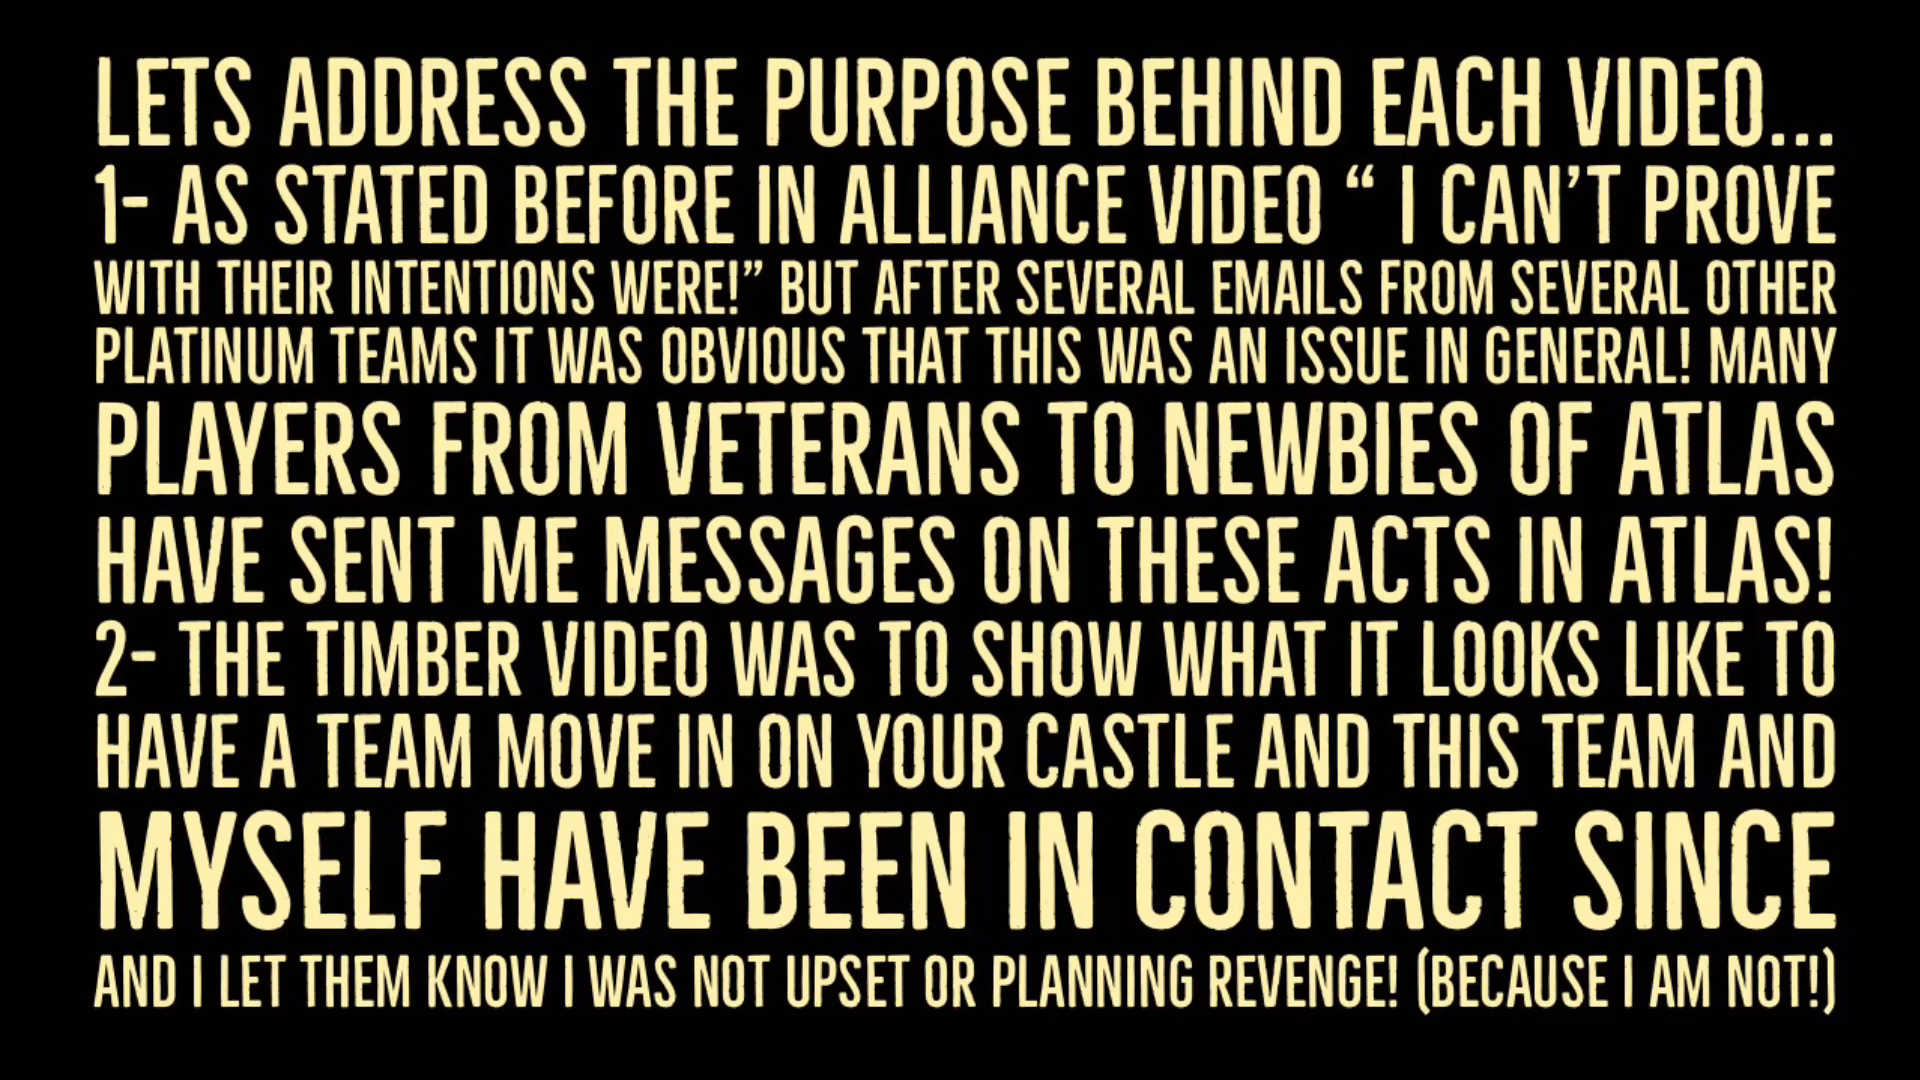 LETS ADDRESS THE PURPOSE BEHIND EACH VIDEO...
1- AS STATED BEFORE IN ALLIANCE VIDEO “ I CAN’T PROVE
WITH THEIR INTENTIONS WERE!” BUT AFTER SEVERAL EMAILS FROM SEVERAL OTHER
PLATINUM TEAMS IT WAS OBVIOUS THAT THIS WAS AN ISSUE IN GENERAL! MANY
PLAYERS FROM VETERANS TO NEWBIES OF ATLAS
HAVE SENT ME MESSAGES ON THESE ACTS IN ATLAS!
2- THE TIMBER VIDEO WAS TO SHOW WHAT IT LOOKS LIKE TO
HAVE A TEAM MOVE IN ON YOUR CASTLE AND THIS TEAM AND
MYSELF HAVE BEEN IN CONTACT SINCE
AND I LET THEM KNOW I WAS NOT UPSET OR PLANNING REVENGE! (BECAUSE I AM NOT!)